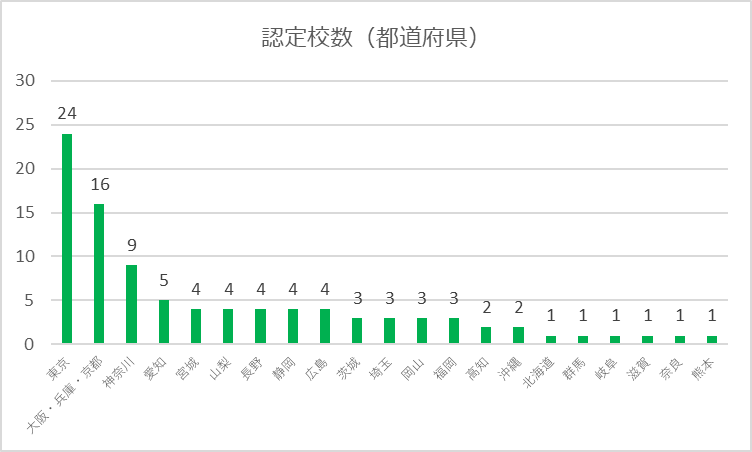 認定校数（都道府県）
30
25
20
15
10
5
0
24
16
9
5
4
4
4
4
4
3
3
3
3
2
2
1
1
1
1
1
1
東京
大阪・兵庫・京都
神奈川
愛知
宮城
山梨
長野
静岡
広島
茨城
埼玉
岡山
福岡
高知
沖縄
北海道
群馬
岐阜
滋賀
奈良
熊本